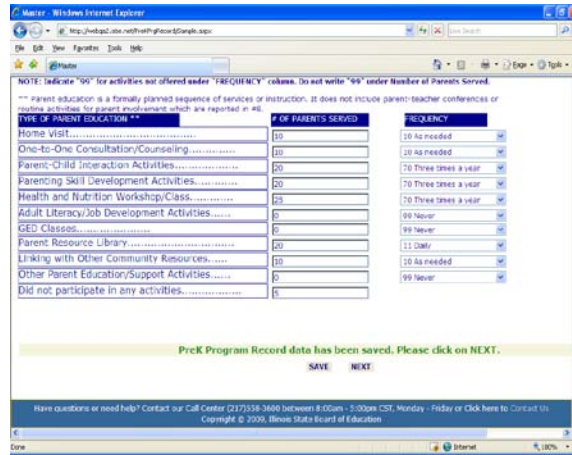 Master - Windows Internet Explorer
File Edit View Favorites Tools Help
Master
Page Tools
NOTE: Indicate "99" for activities not offered under "FREQUENCY" column. Do not write "99" under Number of Parents Served.
** Parent education is a formally planned sequence of services or instruction. It does not include parent-teacher conferences or
routine activities for parent involvement which are reported in #6.
TYPE OF PARENT EDUCATION ** # OF PARENTS SERVED FREQUENCY
Home Visit...................................... 10 10 As needed
One-to-One Consultation/Counseling.............. 10 10 As needed
Parent-Child Interaction Activities.................. 20 70 Three times a year
Parenting Skill Development Activities........... 20 70 Three times a year
Health and Nutrition Workshop/Class............. 25 70 Three times a year
Adult Literacy/Job Development Activities...... 0 99 Never
GED Classes....................... 0 99 Never
Parent Resource Library................................ 20 11 Daily
Linking with Other Community Resources...... 10 10 As needed
Other Parent Education/Support Activities...... 0 99 Never
Did not participate in any activities.................. 5
PreK Program Record data has been saved. Please click on NEXT.
SAVE NEXT
Have questions or need help? Contact our Call Center (217)558-3600 between 8:00am - 5:00pm CST, Monday - Friday or Click here to Contact Us
Copyright © 2009, Illinois State Board of Education
Done Internet 100%